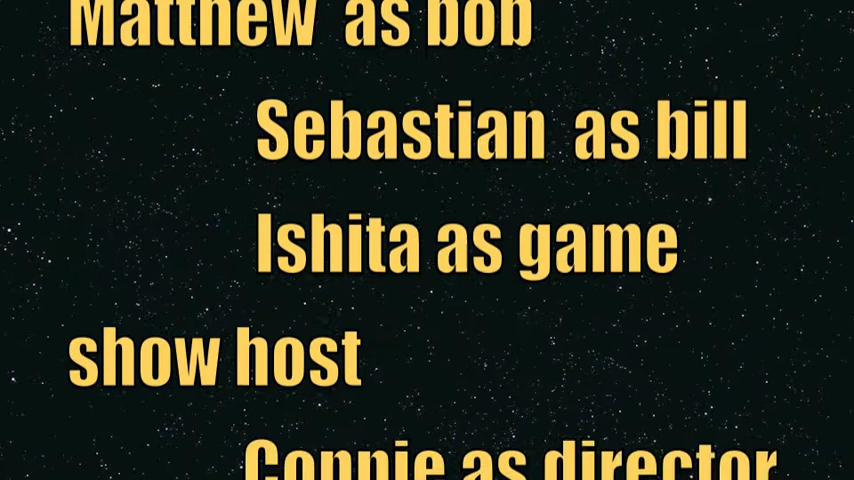 Matthew as bob
Sebastian as bill
Ishita as game
show host
Connie as director